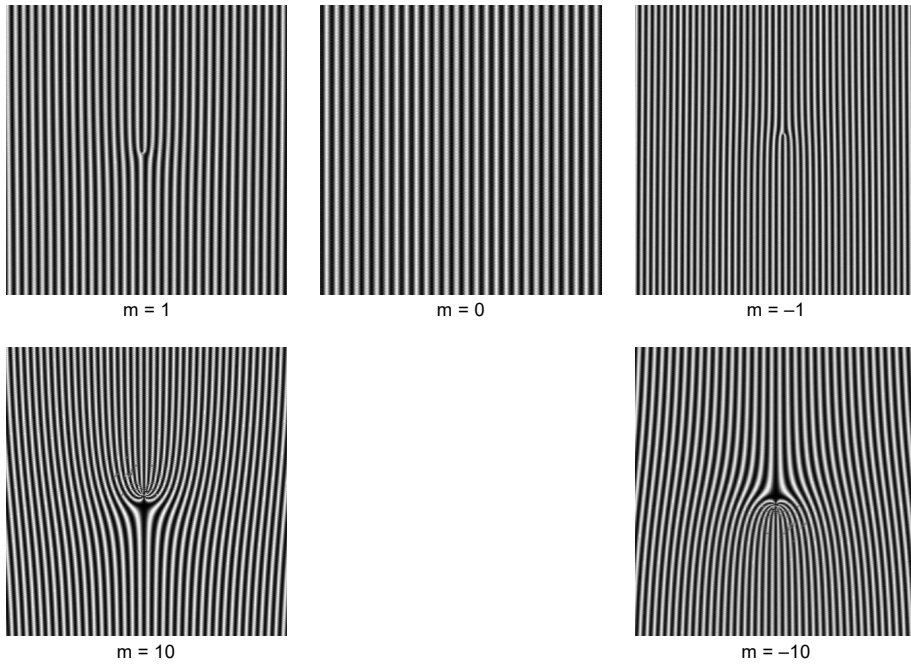 m = 1
m = 0
m = –1
m = 10
m = –10